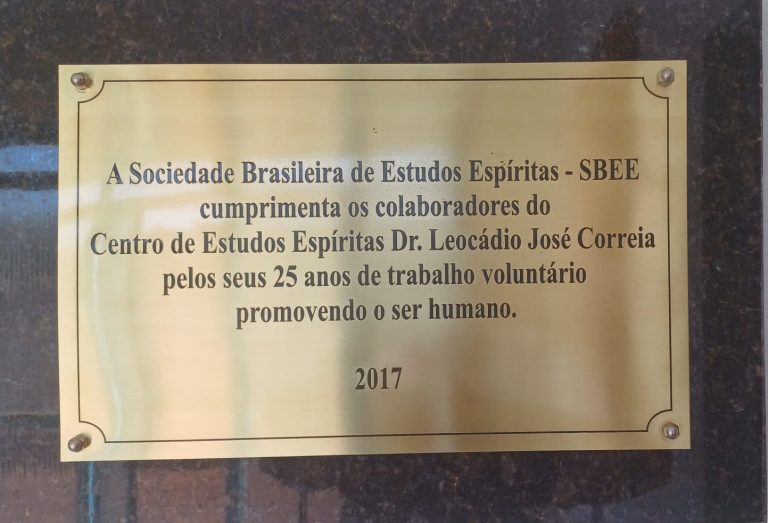 A Sociedade Brasileira de Estudos Espíritas - SBEE
cumprimenta os colaboradores do
Centro de Estudos Espíritas Dr. Leocádio José Correia
pelos seus 25 anos de trabalho voluntário
promovendo o ser humano.
2017